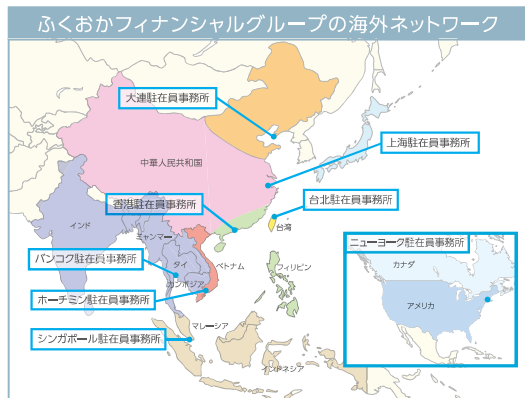 ふくおかフィナンシャルグループの海外ネットワーク
大連駐在員事務所
上海駐在員事務所
中華人民共和国
香港駐在員事務所
台北駐在員事務所
台湾
インド
ミャンマー
ニューヨーク駐在員事務所
カナダ
バンコク駐在員事務所
タイ
ベトナム
フィリピン
カンボジア
アメリカ
ホーチミン駐在員事務所
マレーシア
シンガポール駐在員事務所
インドネシア